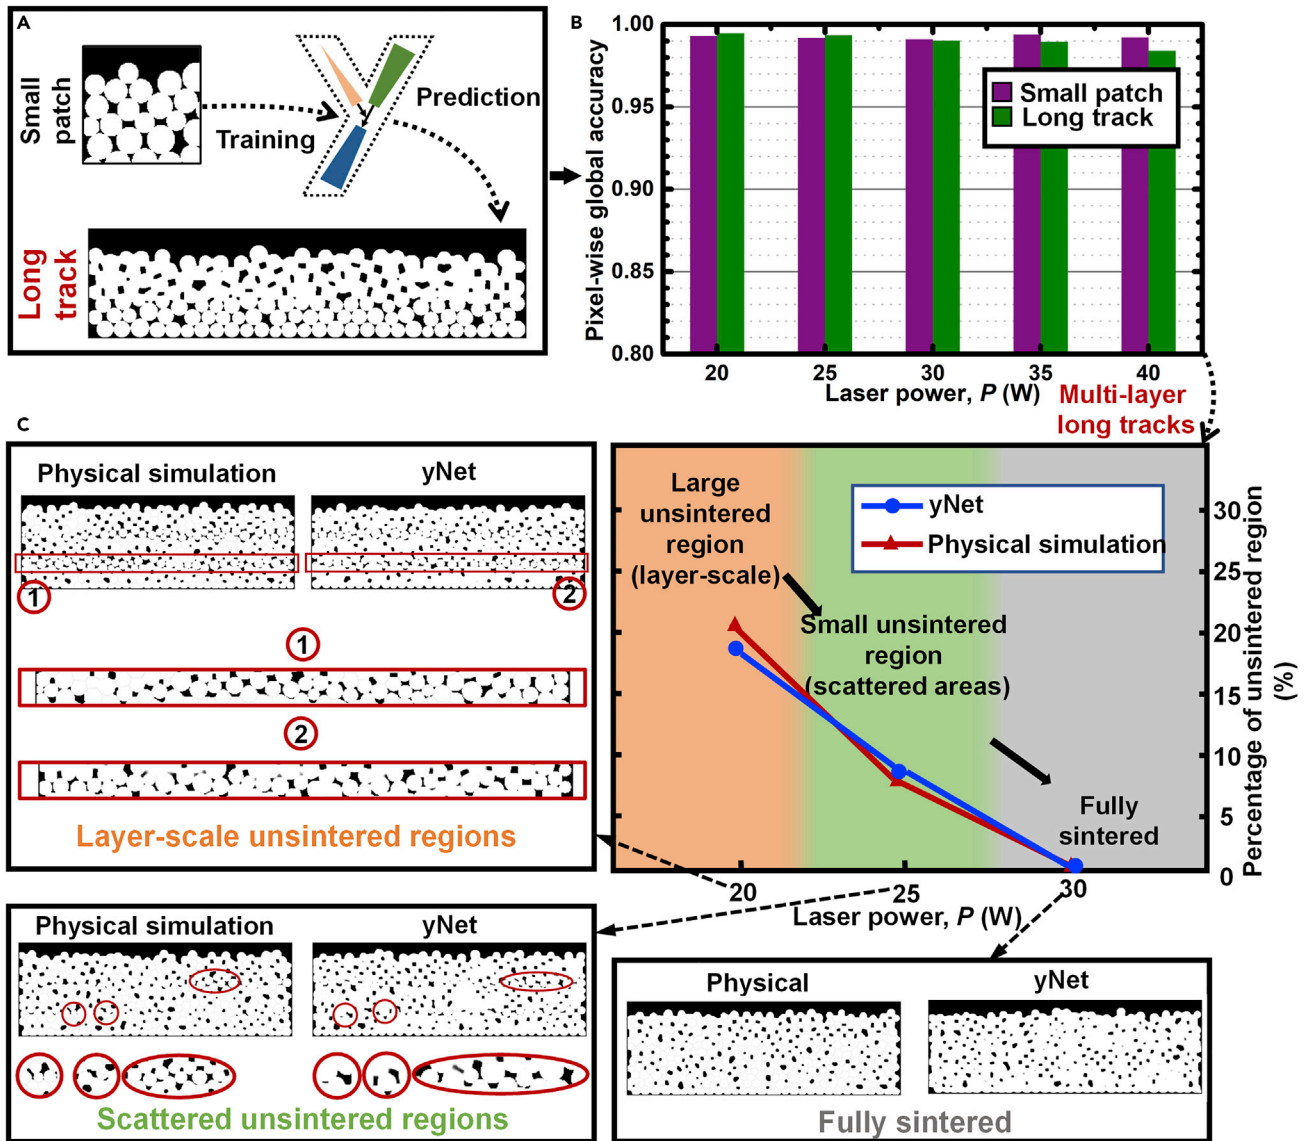 A
Small
patch
Training
Prediction
Long
track
B
Pixel-wise global accuracy
1.00
0.95
0.90
0.85
0.80
Small patch
Long track
20
25
30
35
40
Laser power, P (W)
Multi-layer
long tracks
C
Physical simulation
yNet
1
2
1
2
Layer-scale unsintered regions
Large
unsintered
region
(layer-scale)
yNet
Physical simulation
Small unsintered
region
(scattered areas)
Fully
sintered
30
25
20
15
10
5
0
Percentage of unsintered region
(%)
20
25
30
Laser power, P (W)
Physical simulation
yNet
Scattered unsintered regions
Physical
yNet
Fully sintered